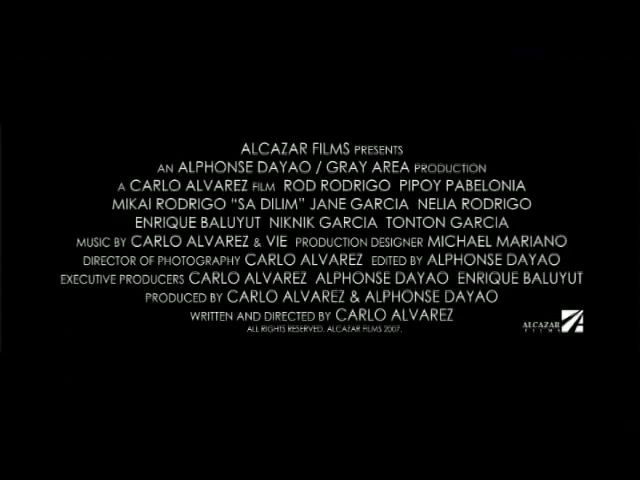 ALCAZAR FILMS PRESENTS
AN ALPHONSE DAYAO / GRAY AREA PRODUCTION
A CARLO ALVAREZ FILM ROD RODRIGO PIPOY PABELONIA
MIKAI RODRIGO "SA DILIM" JANE GARCIA NELIA RODRIGO
ENRIQUE BALUYUT NIKNIK GARCIA TONTON GARCIA
MUSIC BY CARLO ALVAREZ & VIE PRODUCTION DESIGNER MICHAEL MARIANO
DIRECTOR OF PHOTOGRAPHY CARLO ALVAREZ EDITED BY ALPHONSE DAYAO
EXECUTIVE PRODUCERS CARLO ALVAREZ ALPHONSE DAYAO ENRIQUE BALUYUT
PRODUCED BY CARLO ALVAREZ & ALPHONSE DAYAO
WRITTEN AND DIRECTED BY CARLO ALVAREZ
ALL RIGHTS RESERVED. ALCAZAR FILMS 2007.
ALCAZAR
FILMS